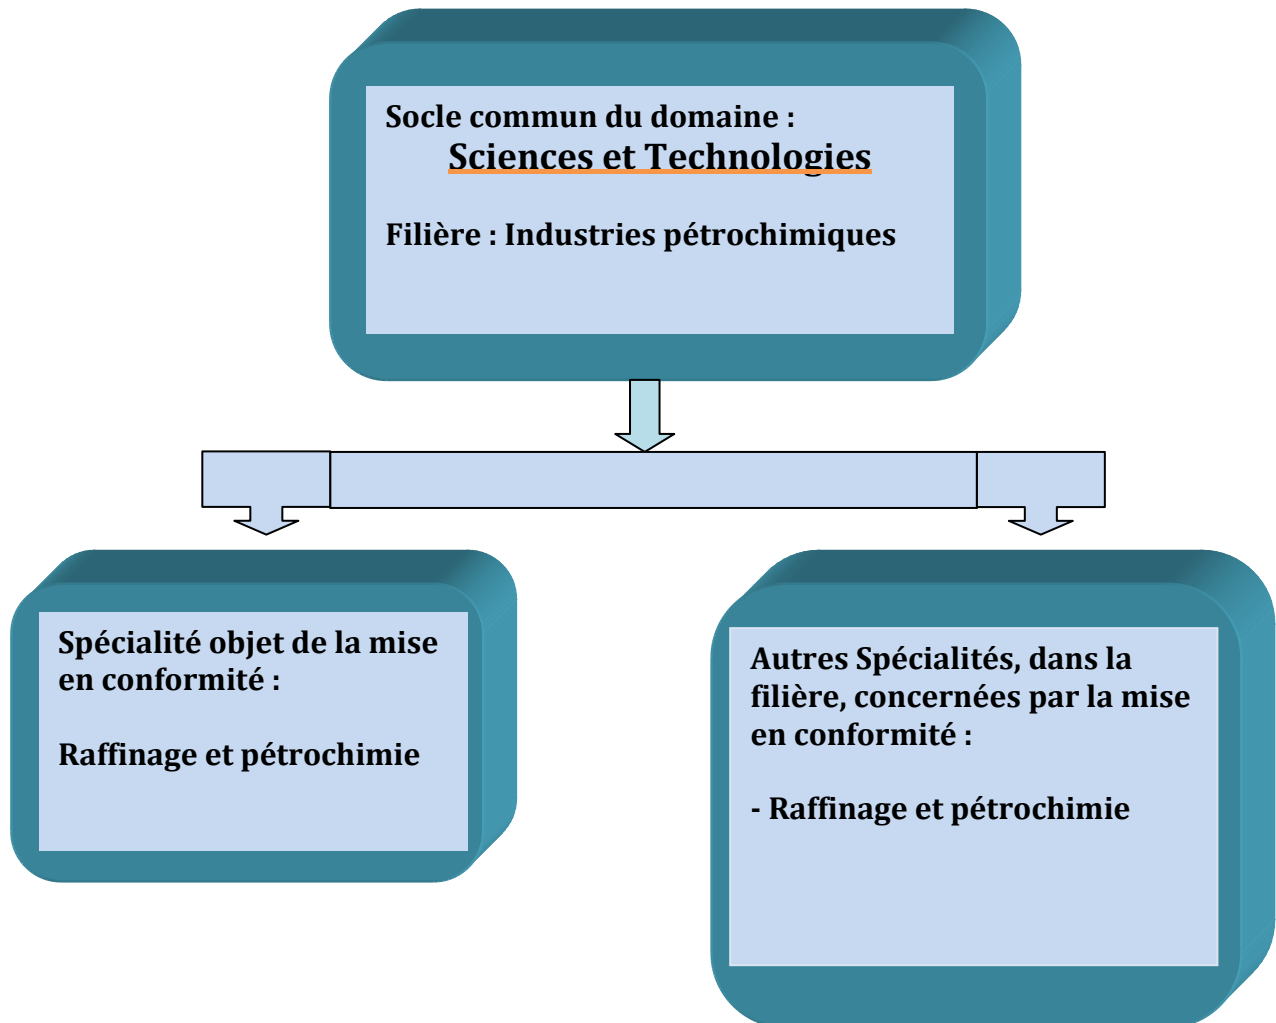 Socle commun du domaine :
Sciences et Technologies
Filière : Industries pétrochimiques
Spécialité objet de la mise
en conformité :
Raffinage et pétrochimie
Autres Spécialités, dans la
filière, concernées par la mise
en conformité :
- Raffinage et pétrochimie